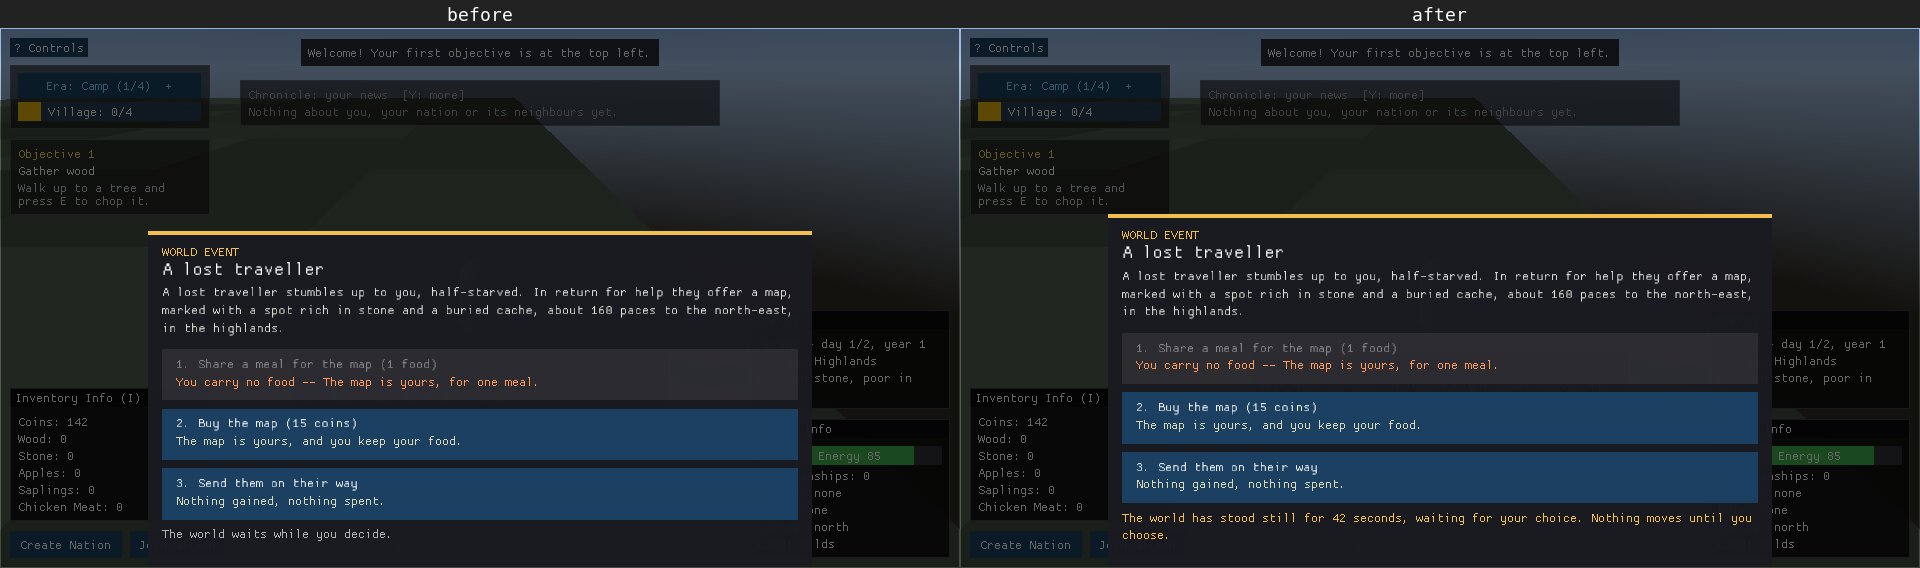 before
? Controls
Welcome! Your first objective is at the top left.
Era: Camp (1/4) +
Village: 0/4
Chronicle: your news [Y: more]
Nothing about you, your nation or its neighbours yet.
Objective 1
Gather wood
Walk up to a tree and
press E to chop it.
WORLD EVENT
A lost traveller
A lost traveller stumbles up to you, half-starved. In return for help they offer a map,
marked with a spot rich in stone and a buried cache, about 160 paces to the north-east,
in the highlands.
1. Share a meal for the map (1 food)
You carry no food -- The map is yours, for one meal.
2. Buy the map (15 coins)
The map is yours, and you keep your food.
3. Send them on their way
Nothing gained, nothing spent.
The world waits while you decide.
Inventory Info (I)
Coins: 142
Wood: 0
Stone: 0
Apples: 0
Saplings: 0
Chicken Meat: 0
Create Nation
day 1/2, year 1
Highlands
stone, poor in
nfo
Energy 85
nships: 0
none
one
north
lds
after
? Controls
Welcome! Your first objective is at the top left.
Era: Camp (1/4) +
Village: 0/4
Chronicle: your news [Y: more]
Nothing about you, your nation or its neighbours yet.
Objective 1
Gather wood
Walk up to a tree and
press E to chop it.
WORLD EVENT
A lost traveller
A lost traveller stumbles up to you, half-starved. In return for help they offer a map,
marked with a spot rich in stone and a buried cache, about 160 paces to the north-east,
in the highlands.
1. Share a meal for the map (1 food)
You carry no food -- The map is yours, for one meal.
2. Buy the map (15 coins)
The map is yours, and you keep your food.
3. Send them on their way
Nothing gained, nothing spent.
The world has stood still for 42 seconds, waiting for your choice. Nothing moves until you
choose.
Inventory Info (I)
Coins: 142
Wood: 0
Stone: 0
Apples: 0
Saplings: 0
Chicken Meat: 0
Create Nation
day 1/2, year 1
Highlands
stone, poor in
nfo
Energy 85
nships: 0
none
one
north
lds